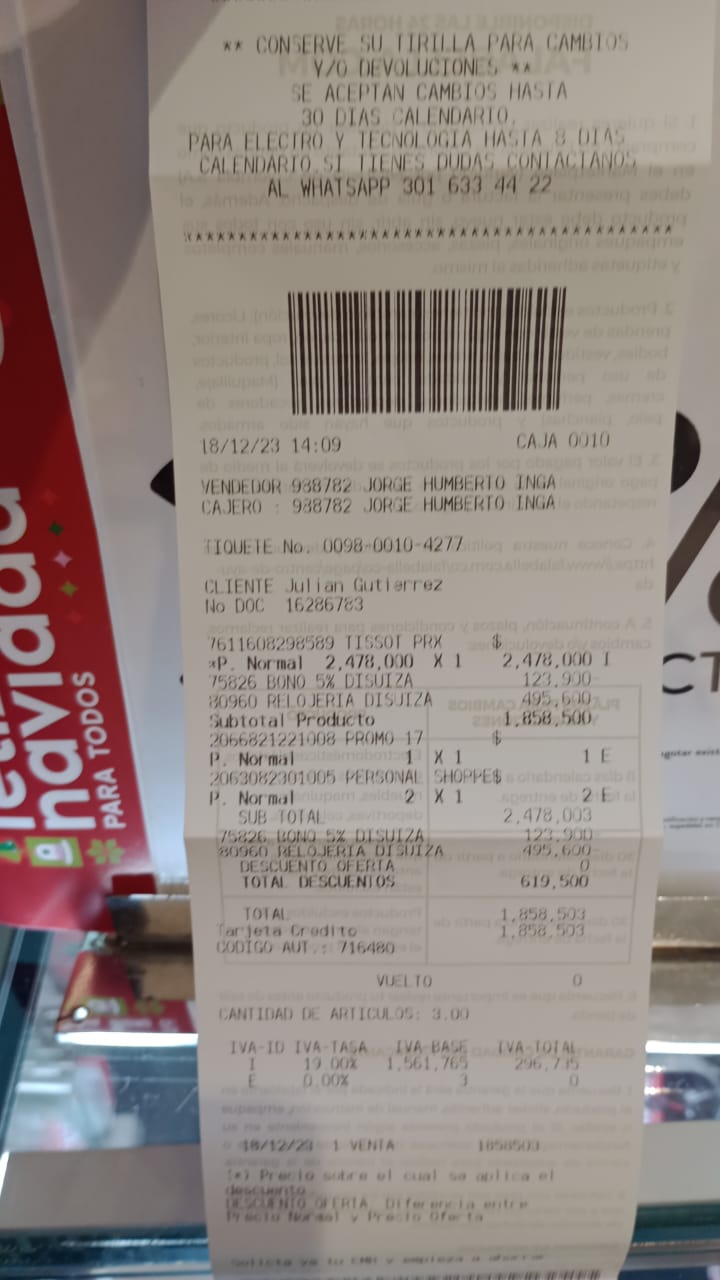 ** CONSERVE SU TIRILLA PARA CAMBIOS
Y/O DEVOLUCIONES **
SE ACEPTAN CAMBIOS HASTA
30 DIAS CALENDARIO.
PARA ELECTRO Y TECNOLOGIA HASTA 8 DIAS
CALENDARIO.SI TIENES DUDAS CONTACTANOS
AL WHATSAPP 301 633 44 22
18/12/23 14:09 CAJA 0010
VENDEDOR 988782 JORGE HUMBERTO INGA
CAJERO : 988782 JORGE HUMBERTO INGA
TIQUETE No. 0098-0010-4277
CLIENTE Julian Gutierrez
No DOC 16286783
7611608298589 TISSOT PRX $
*P. Normal 2,478,000 X 1 2,478,000 I
75826 BONO 5% DISUIZA 123,900-
80960 RELOJERIA DISUIZA 495,600-
Subtotal Producto 1,858,500
2066821221008 PROMO 17 $
P. Normal 1 X 1 1 E
2063082301005 PERSONAL SHOPPE$
P. Normal 2 X 1 2 E
SUB TOTAL 2,478,003
75826 BONO 5% DISUIZA 123,900-
80960 RELOJERIA DISUIZA 495,600-
DESCUENTO OFERTA 0
TOTAL DESCUENTOS 619,500
TOTAL 1,858,503
Tarjeta Credito 1,858,503
CODIGO AUT.: 716480
VUELTO 0
CANTIDAD DE ARTICULOS: 3.00
IVA-ID IVA-TASA IVA-BASE IVA-TOTAL
I 19.00% 1,561,765 296,735
E 0.00% 3 0
18/12/23 1 VENTA 1858503
(*) Precio sobre el cual se aplica el
descuento
DESCUENTO OFERTA. Diferencia entre
Precio Normal y Precio Oferta
navidad
PARA TODOS
%